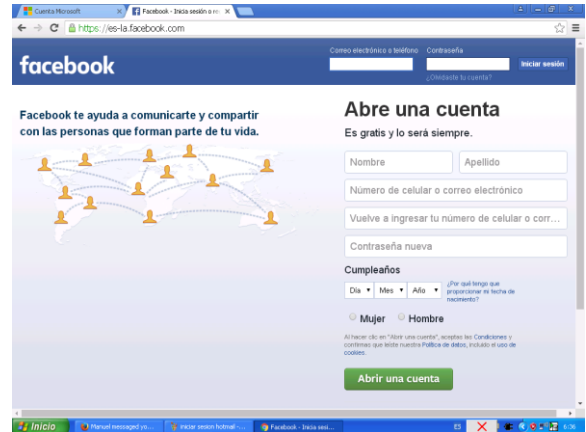 Cuenta Microsoft
Facebook - Inicia sesión o re
https://es-la.facebook.com
Correo electrónico o teléfono
Contraseña
facebook
Iniciar sesión
¿Olvidaste tu cuenta?
Facebook te ayuda a comunicarte y compartir
con las personas que forman parte de tu vida.
Abre una cuenta
Es gratis y lo será siempre.
Nombre
Apellido
Número de celular o correo electrónico
Vuelve a ingresar tu número de celular o corr...
Contraseña nueva
Cumpleaños
Día
Mes
Año
¿Por qué tengo que
proporcionar mi fecha de
nacimiento?
Mujer
Hombre
Al hacer clic en "Abrir una cuenta", aceptas las Condiciones y
confirmas que leíste nuestra Política de datos, incluido el uso de
cookies.
Abrir una cuenta
Inicio
Manual messaged yo...
iniciar sesion hotmail -...
Facebook - Inicia sesi...
ES
6:36